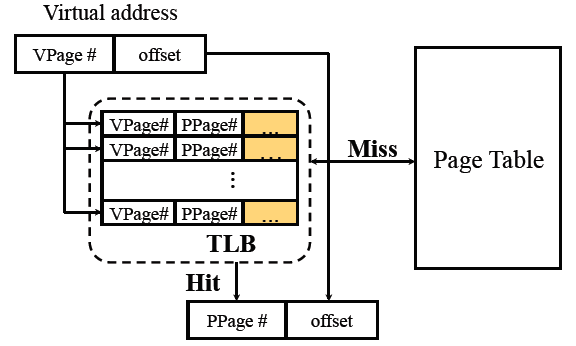 Virtual address
VPage # offset
VPage# PPage# ...
VPage# PPage# ...
⋮
VPage# PPage# ...
TLB
Miss
Page Table
Hit
PPage # offset